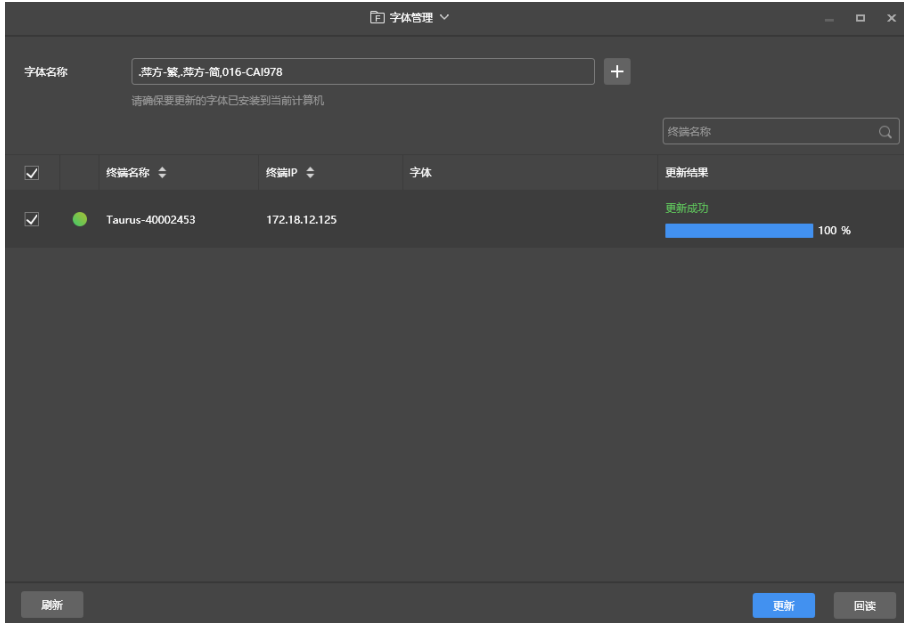 字体管理
字体名称
.苹方-繁,.苹方-简,016-CAI978
请确保要更新的字体已安装到当前计算机
终端名称
终端名称 终端IP 字体 更新结果
Taurus-40002453 172.18.12.125 更新成功
100 %
刷新 更新 回读